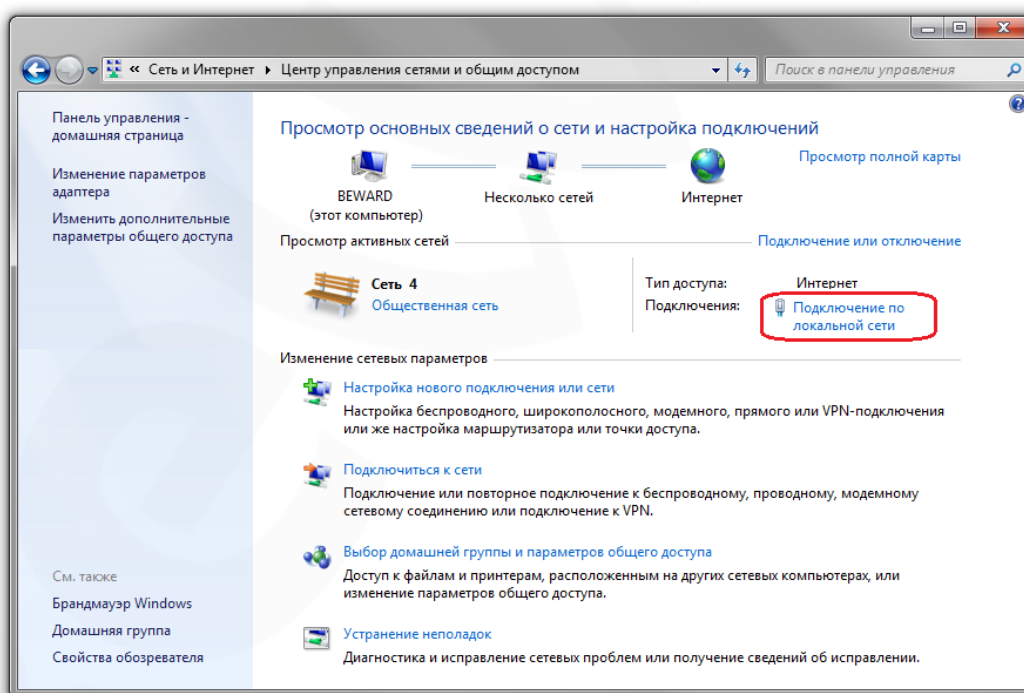 « Сеть и Интернет ▸ Центр управления сетями и общим доступом
Поиск в панели управления
Панель управления -
домашняя страница
Изменение параметров
адаптера
Изменить дополнительные
параметры общего доступа
Просмотр основных сведений о сети и настройка подключений
Просмотр полной карты
BEWARD
(этот компьютер)
Несколько сетей
Интернет
Просмотр активных сетей
Подключение или отключение
Сеть 4
Общественная сеть
Тип доступа: Интернет
Подключения: Подключение по
локальной сети
Изменение сетевых параметров
Настройка нового подключения или сети
Настройка беспроводного, широкополосного, модемного, прямого или VPN-подключения
или же настройка маршрутизатора или точки доступа.
Подключиться к сети
Подключение или повторное подключение к беспроводному, проводному, модемному
сетевому соединению или подключение к VPN.
Выбор домашней группы и параметров общего доступа
Доступ к файлам и принтерам, расположенным на других сетевых компьютерах, или
изменение параметров общего доступа.
Устранение неполадок
Диагностика и исправление сетевых проблем или получение сведений об исправлении.
См. также
Брандмауэр Windows
Домашняя группа
Свойства обозревателя